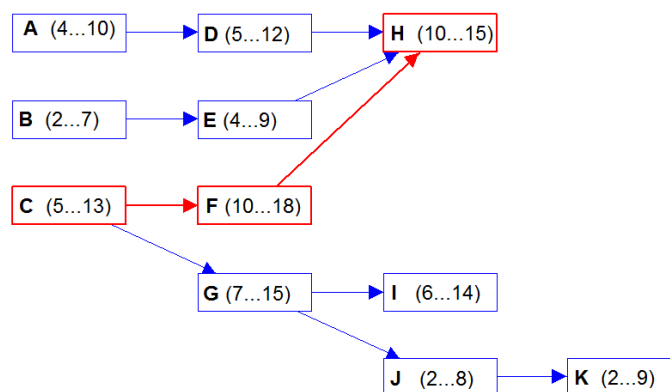 A (4...10)
D (5...12)
H (10...15)
B (2...7)
E (4...9)
C (5...13)
F (10...18)
G (7...15)
I (6...14)
J (2...8)
K (2...9)